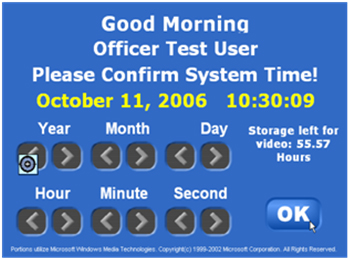 Good Morning
Officer Test User
Please Confirm System Time!
October 11, 2006   10:30:09
Year Month Day
Storage left for
video: 55.57
Hours
Hour Minute Second
OK
Portions utilize Microsoft Windows Media Technologies. Copyright(c) 1999-2002 Microsoft Corporation. All Rights Reserved.